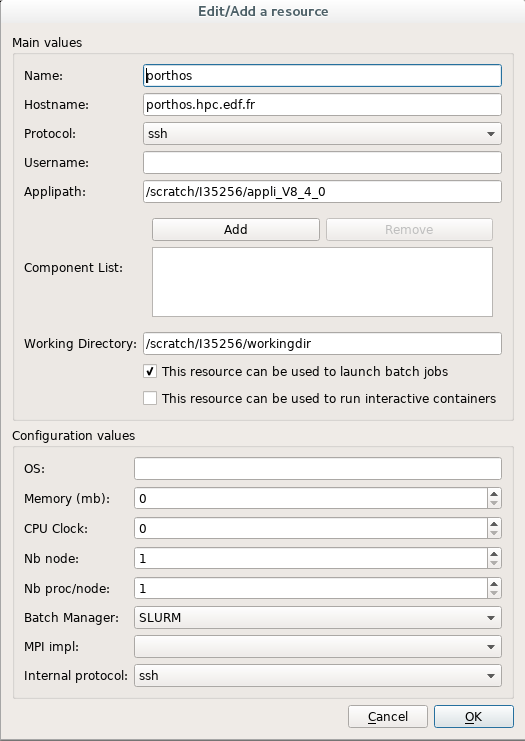 Edit/Add a resource
Main values
Name: porthos
Hostname: porthos.hpc.edf.fr
Protocol: ssh
Username:
Applipath: /scratch/I35256/appli_V8_4_0
Add Remove
Component List:
Working Directory: /scratch/I35256/workingdir
This resource can be used to launch batch jobs
This resource can be used to run interactive containers
Configuration values
OS:
Memory (mb): 0
CPU Clock: 0
Nb node: 1
Nb proc/node: 1
Batch Manager: SLURM
MPI impl:
Internal protocol: ssh
Cancel OK